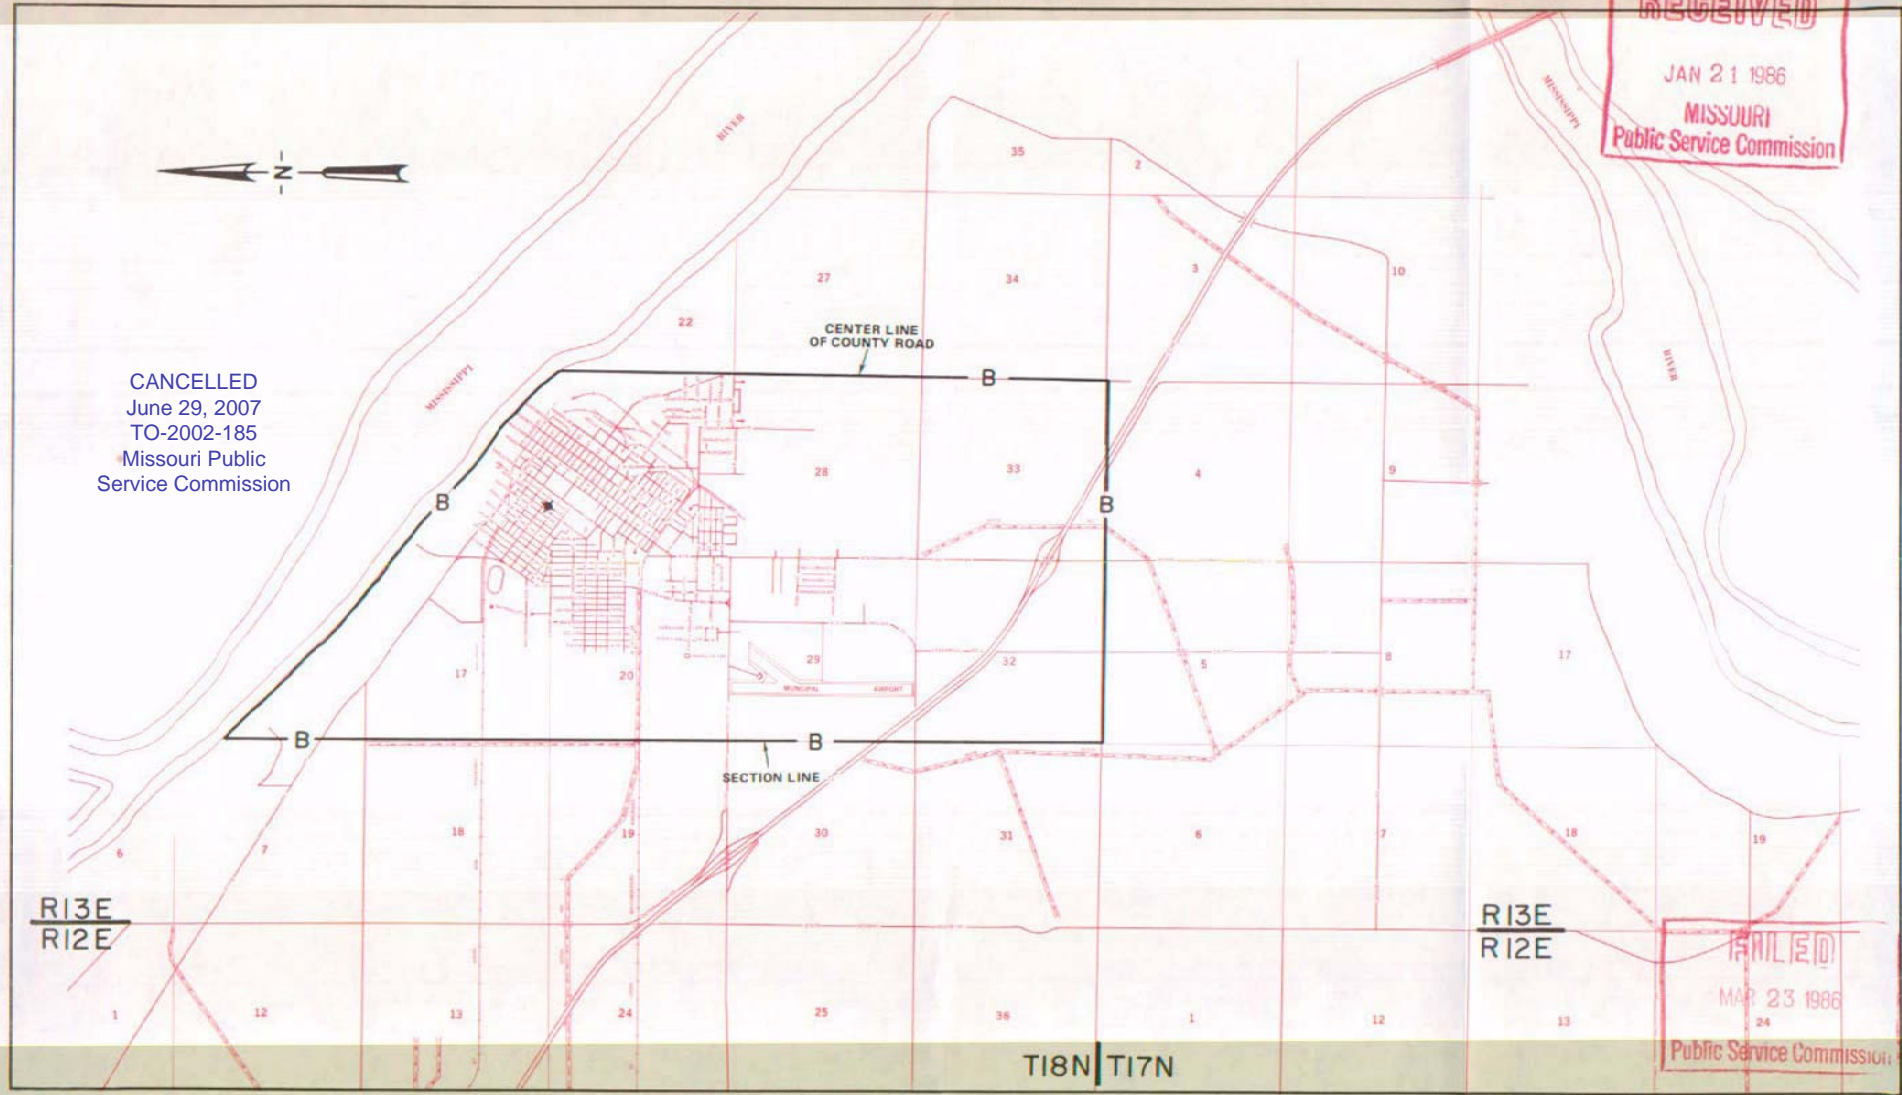 RECEIVED
JAN 21 1986
MISSOURI
Public Service Commission
N
RIVER
MISSISSIPPI
35
2
27
34
3
10
22
CENTER LINE
OF COUNTY ROAD
B
CANCELLED
June 29, 2007
TO-2002-185
Missouri Public
Service Commission
MISSISSIPPI
RIVER
28
33
4
9
B
B
17
20
29
32
5
8
17
MUNICIPAL
AIRPORT
B
B
SECTION LINE
6
7
18
19
30
31
6
7
18
19
R13E
R12E
R13E
R12E
FILED
MAR 23 1986
Public Service Commission
1
12
13
24
25
36
1
12
13
24
T18N T17N